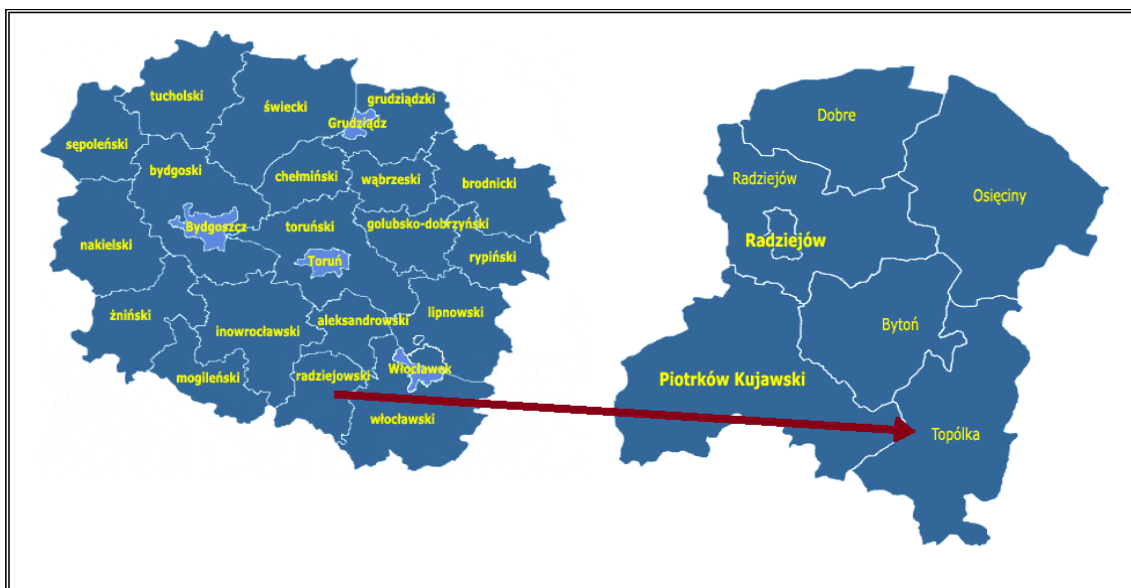 tucholski
świecki
grudziądzki
Grudziądz
sępoleński
bydgoski
chełmiński
wąbrzeski
brodnicki
Bydgoszcz
toruński
golubsko-dobrzyński
nakielski
Toruń
rypiński
żniński
inowrocławski
aleksandrowski
lipnowski
mogileński
radziejowski
Włocławek
włocławski
Dobre
Radziejów
Osięciny
Radziejów
Bytoń
Piotrków Kujawski
Topólka